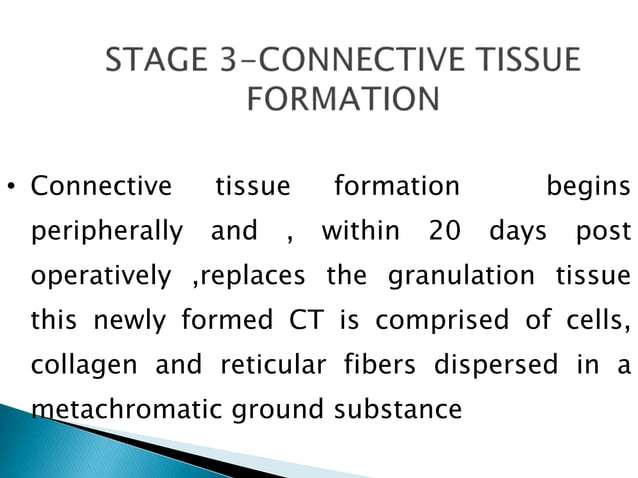 STAGE 3-CONNECTIVE TISSUE
FORMATION
• Connective tissue formation begins
peripherally and , within 20 days post
operatively ,replaces the granulation tissue
this newly formed CT is comprised of cells,
collagen and reticular fibers dispersed in a
metachromatic ground substance